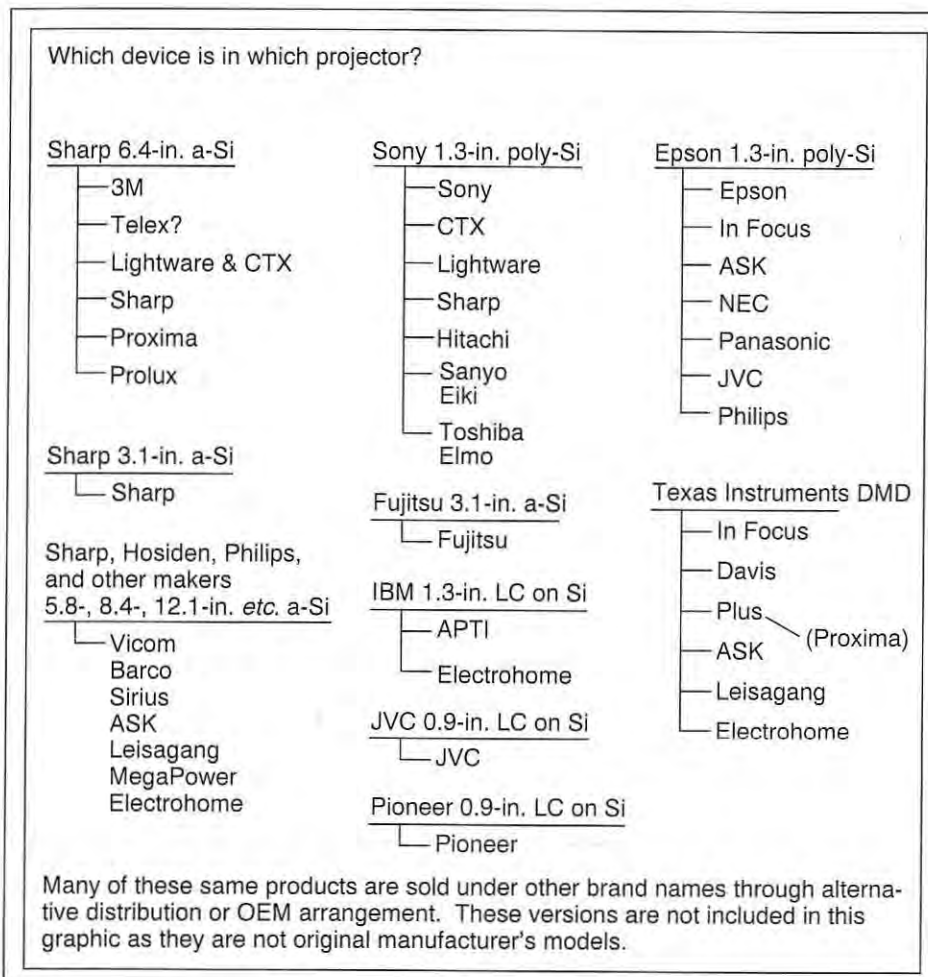 Which device is in which projector?
Sharp 6.4-in. a-Si
3M
Telex?
Lightware & CTX
Sharp
Proxima
Prolux
Sharp 3.1-in. a-Si
Sharp
Sharp, Hosiden, Philips,
and other makers
5.8-, 8.4-, 12.1-in. etc. a-Si
Vicom
Barco
Sirius
ASK
Leisagang
MegaPower
Electrohome
Sony 1.3-in. poly-Si
Sony
CTX
Lightware
Sharp
Hitachi
Sanyo
Eiki
Toshiba
Elmo
Fujitsu 3.1-in. a-Si
Fujitsu
IBM 1.3-in. LC on Si
APTI
Electrohome
JVC 0.9-in. LC on Si
JVC
Pioneer 0.9-in. LC on Si
Pioneer
Epson 1.3-in. poly-Si
Epson
In Focus
ASK
NEC
Panasonic
JVC
Philips
Texas Instruments DMD
In Focus
Davis
Plus
(Proxima)
ASK
Leisagang
Electrohome
Many of these same products are sold under other brand names through alterna-
tive distribution or OEM arrangement. These versions are not included in this
graphic as they are not original manufacturer's models.